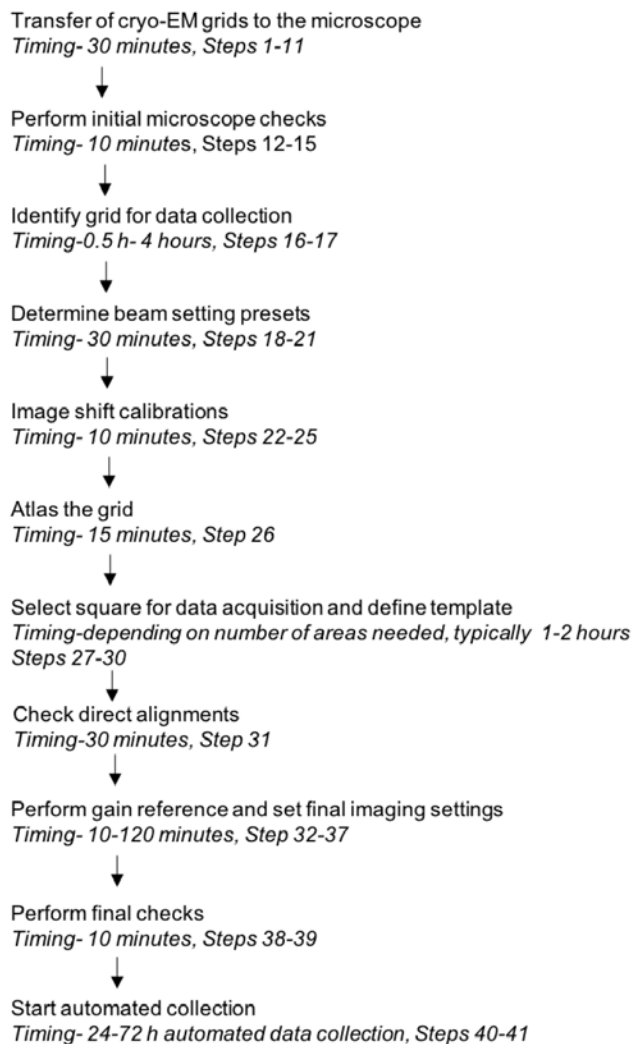 Transfer of cryo-EM grids to the microscope
Timing- 30 minutes, Steps 1-11
Perform initial microscope checks
Timing- 10 minutes, Steps 12-15
Identify grid for data collection
Timing-0.5 h- 4 hours, Steps 16-17
Determine beam setting presets
Timing- 30 minutes, Steps 18-21
Image shift calibrations
Timing- 10 minutes, Steps 22-25
Atlas the grid
Timing- 15 minutes, Step 26
Select square for data acquisition and define template
Timing-depending on number of areas needed, typically 1-2 hours
Steps 27-30
Check direct alignments
Timing-30 minutes, Step 31
Perform gain reference and set final imaging settings
Timing- 10-120 minutes, Step 32-37
Perform final checks
Timing- 10 minutes, Steps 38-39
Start automated collection
Timing- 24-72 h automated data collection, Steps 40-41